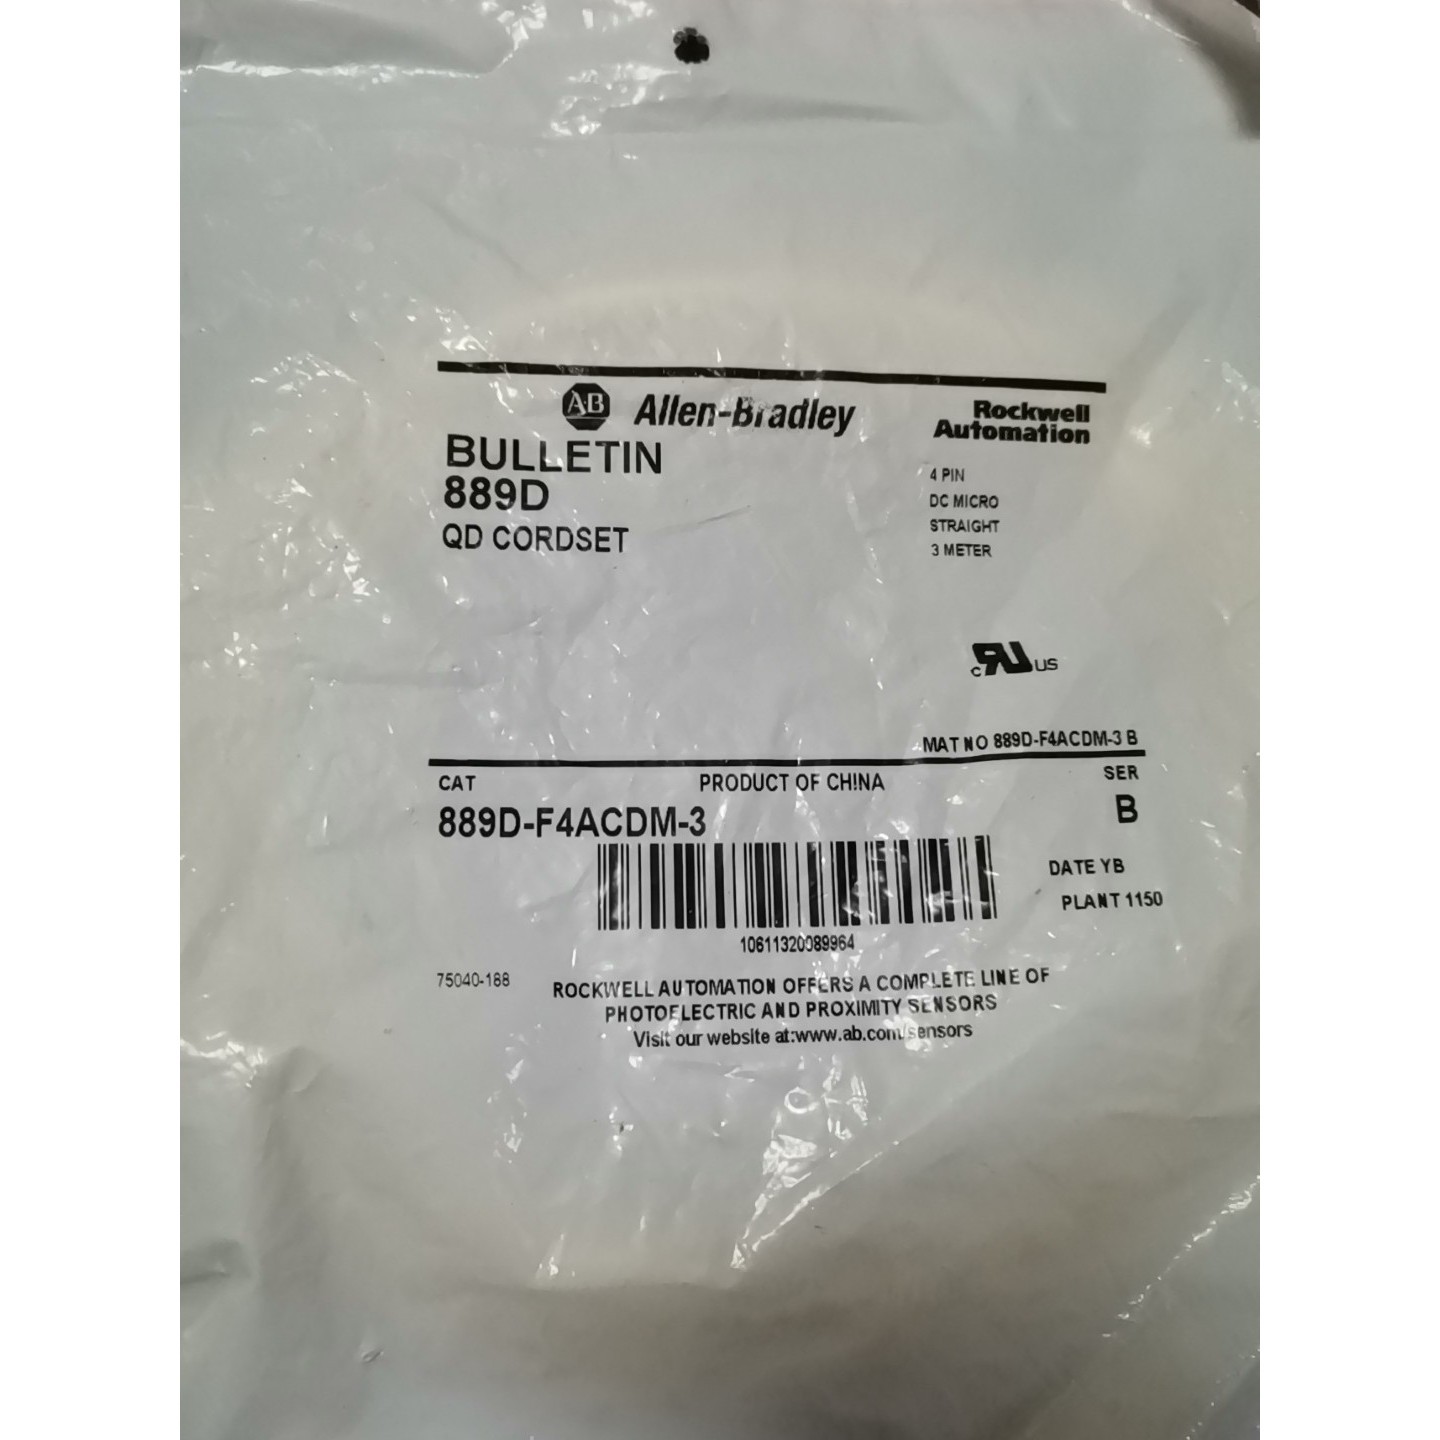 AB Allen-Bradley
Rockwell
Automation
BULLETIN
889D
QD CORDSET
4 PIN
DC MICRO
STRAIGHT
3 METER
c RU US
MAT NO 889D-F4ACDM-3 B
CAT PRODUCT OF CHINA SER
889D-F4ACDM-3 B
DATE YB
PLANT 1150
10611320089964
75040-188
ROCKWELL AUTOMATION OFFERS A COMPLETE LINE OF
PHOTOELECTRIC AND PROXIMITY SENSORS
Visit our website at:www.ab.com/sensors